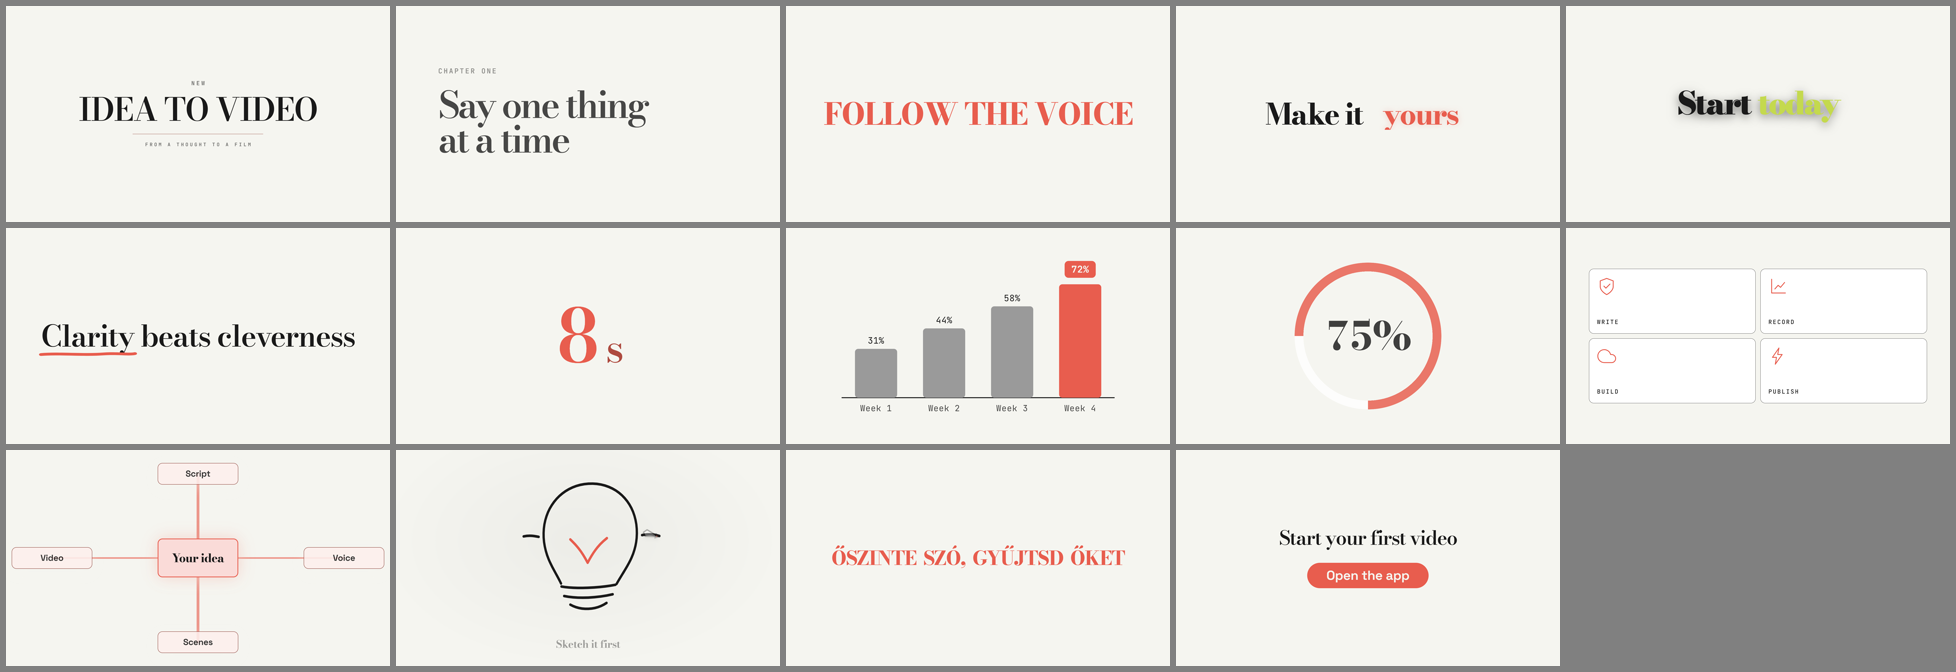 NEW
IDEA TO VIDEO
FROM A THOUGHT TO A FILM
CHAPTER ONE
Say one thing
at a time
FOLLOW THE VOICE
Make it yours
Start today
Clarity beats cleverness
8 s
72%
58%
44%
31%
Week 1 Week 2 Week 3 Week 4
75%
WRITE
RECORD
BUILD
PUBLISH
Script
Video
Your idea
Voice
Scenes
Sketch it first
ŐSZINTE SZÓ, GYŰJTSD ŐKET
Start your first video
Open the app